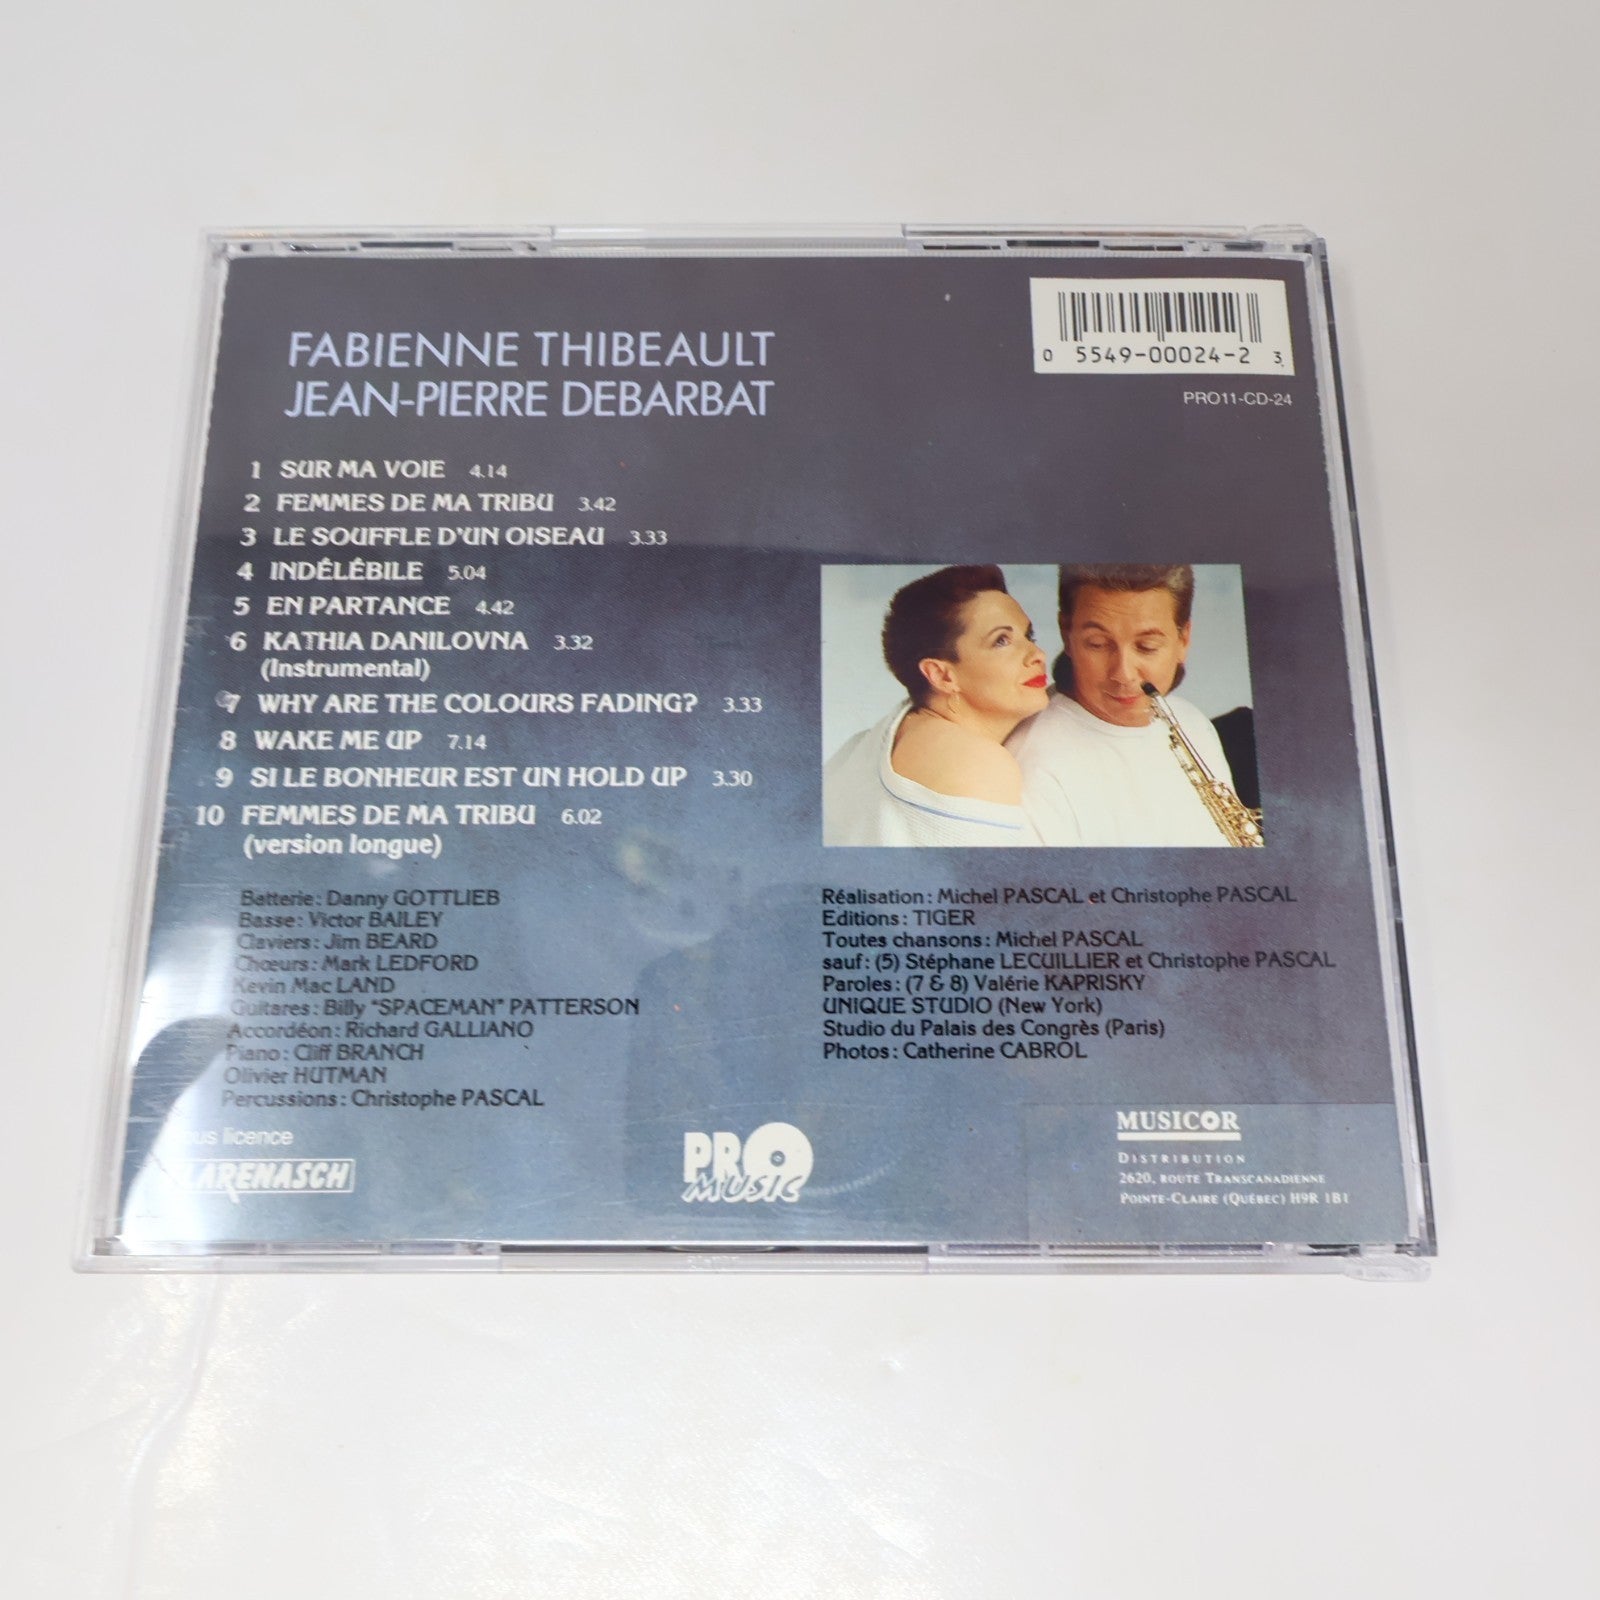 FABIENNE THIBEAULT
JEAN-PIERRE DEBARBAT
0 5549-00024-2 3
PRO11-CD-24
1 SUR MA VOIE 4.14
2 FEMMES DE MA TRIBU 3.42
3 LE SOUFFLE D'UN OISEAU 3.33
4 INDÉLÉBILE 5.04
5 EN PARTANCE 4.42
6 KATHIA DANILOVNA 3.32
(Instrumental)
7 WHY ARE THE COLOURS FADING? 3.33
8 WAKE ME UP 7.14
9 SI LE BONHEUR EST UN HOLD UP 3.30
10 FEMMES DE MA TRIBU 6.02
(version longue)
Batterie : Danny GOTTLIEB
Basse : Victor BAILEY
Claviers : Jim BEARD
Chœurs : Mark LEDFORD
Kevin Mac LAND
Guitares : Billy "SPACEMAN" PATTERSON
Accordéon : Richard GALLIANO
Piano : Cliff BRANCH
Olivier HUTMAN
Percussions : Christophe PASCAL
Réalisation : Michel PASCAL et Christophe PASCAL
Editions : TIGER
Toutes chansons : Michel PASCAL
sauf : (5) Stéphane LECUILLIER et Christophe PASCAL
Paroles : (7 & 8) Valérie KAPRISKY
UNIQUE STUDIO (New York)
Studio du Palais des Congrès (Paris)
Photos : Catherine CABROL
licence
LARENASCH
PRO
MUSIC
MUSICOR
DISTRIBUTION
2620, ROUTE TRANSCANADIENNE
POINTE-CLAIRE (QUÉBEC) H9R 1B1